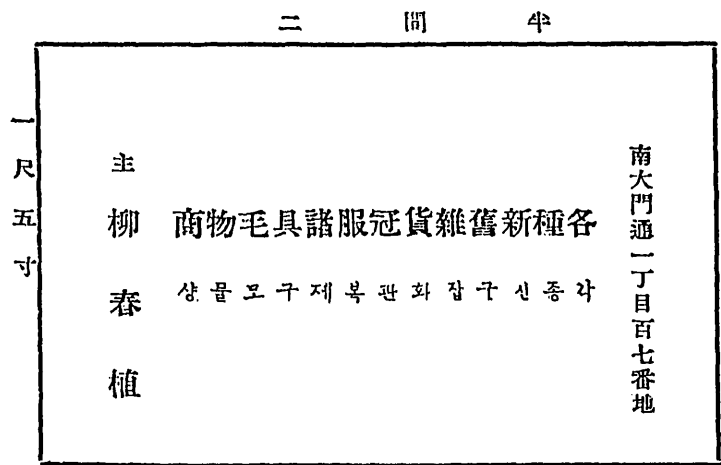 二間半
南大門通一丁目百七番地
各種新舊雜貨冠服諸具毛物商
각종신구잡화관복제구모물샹
主柳春植
一尺五寸